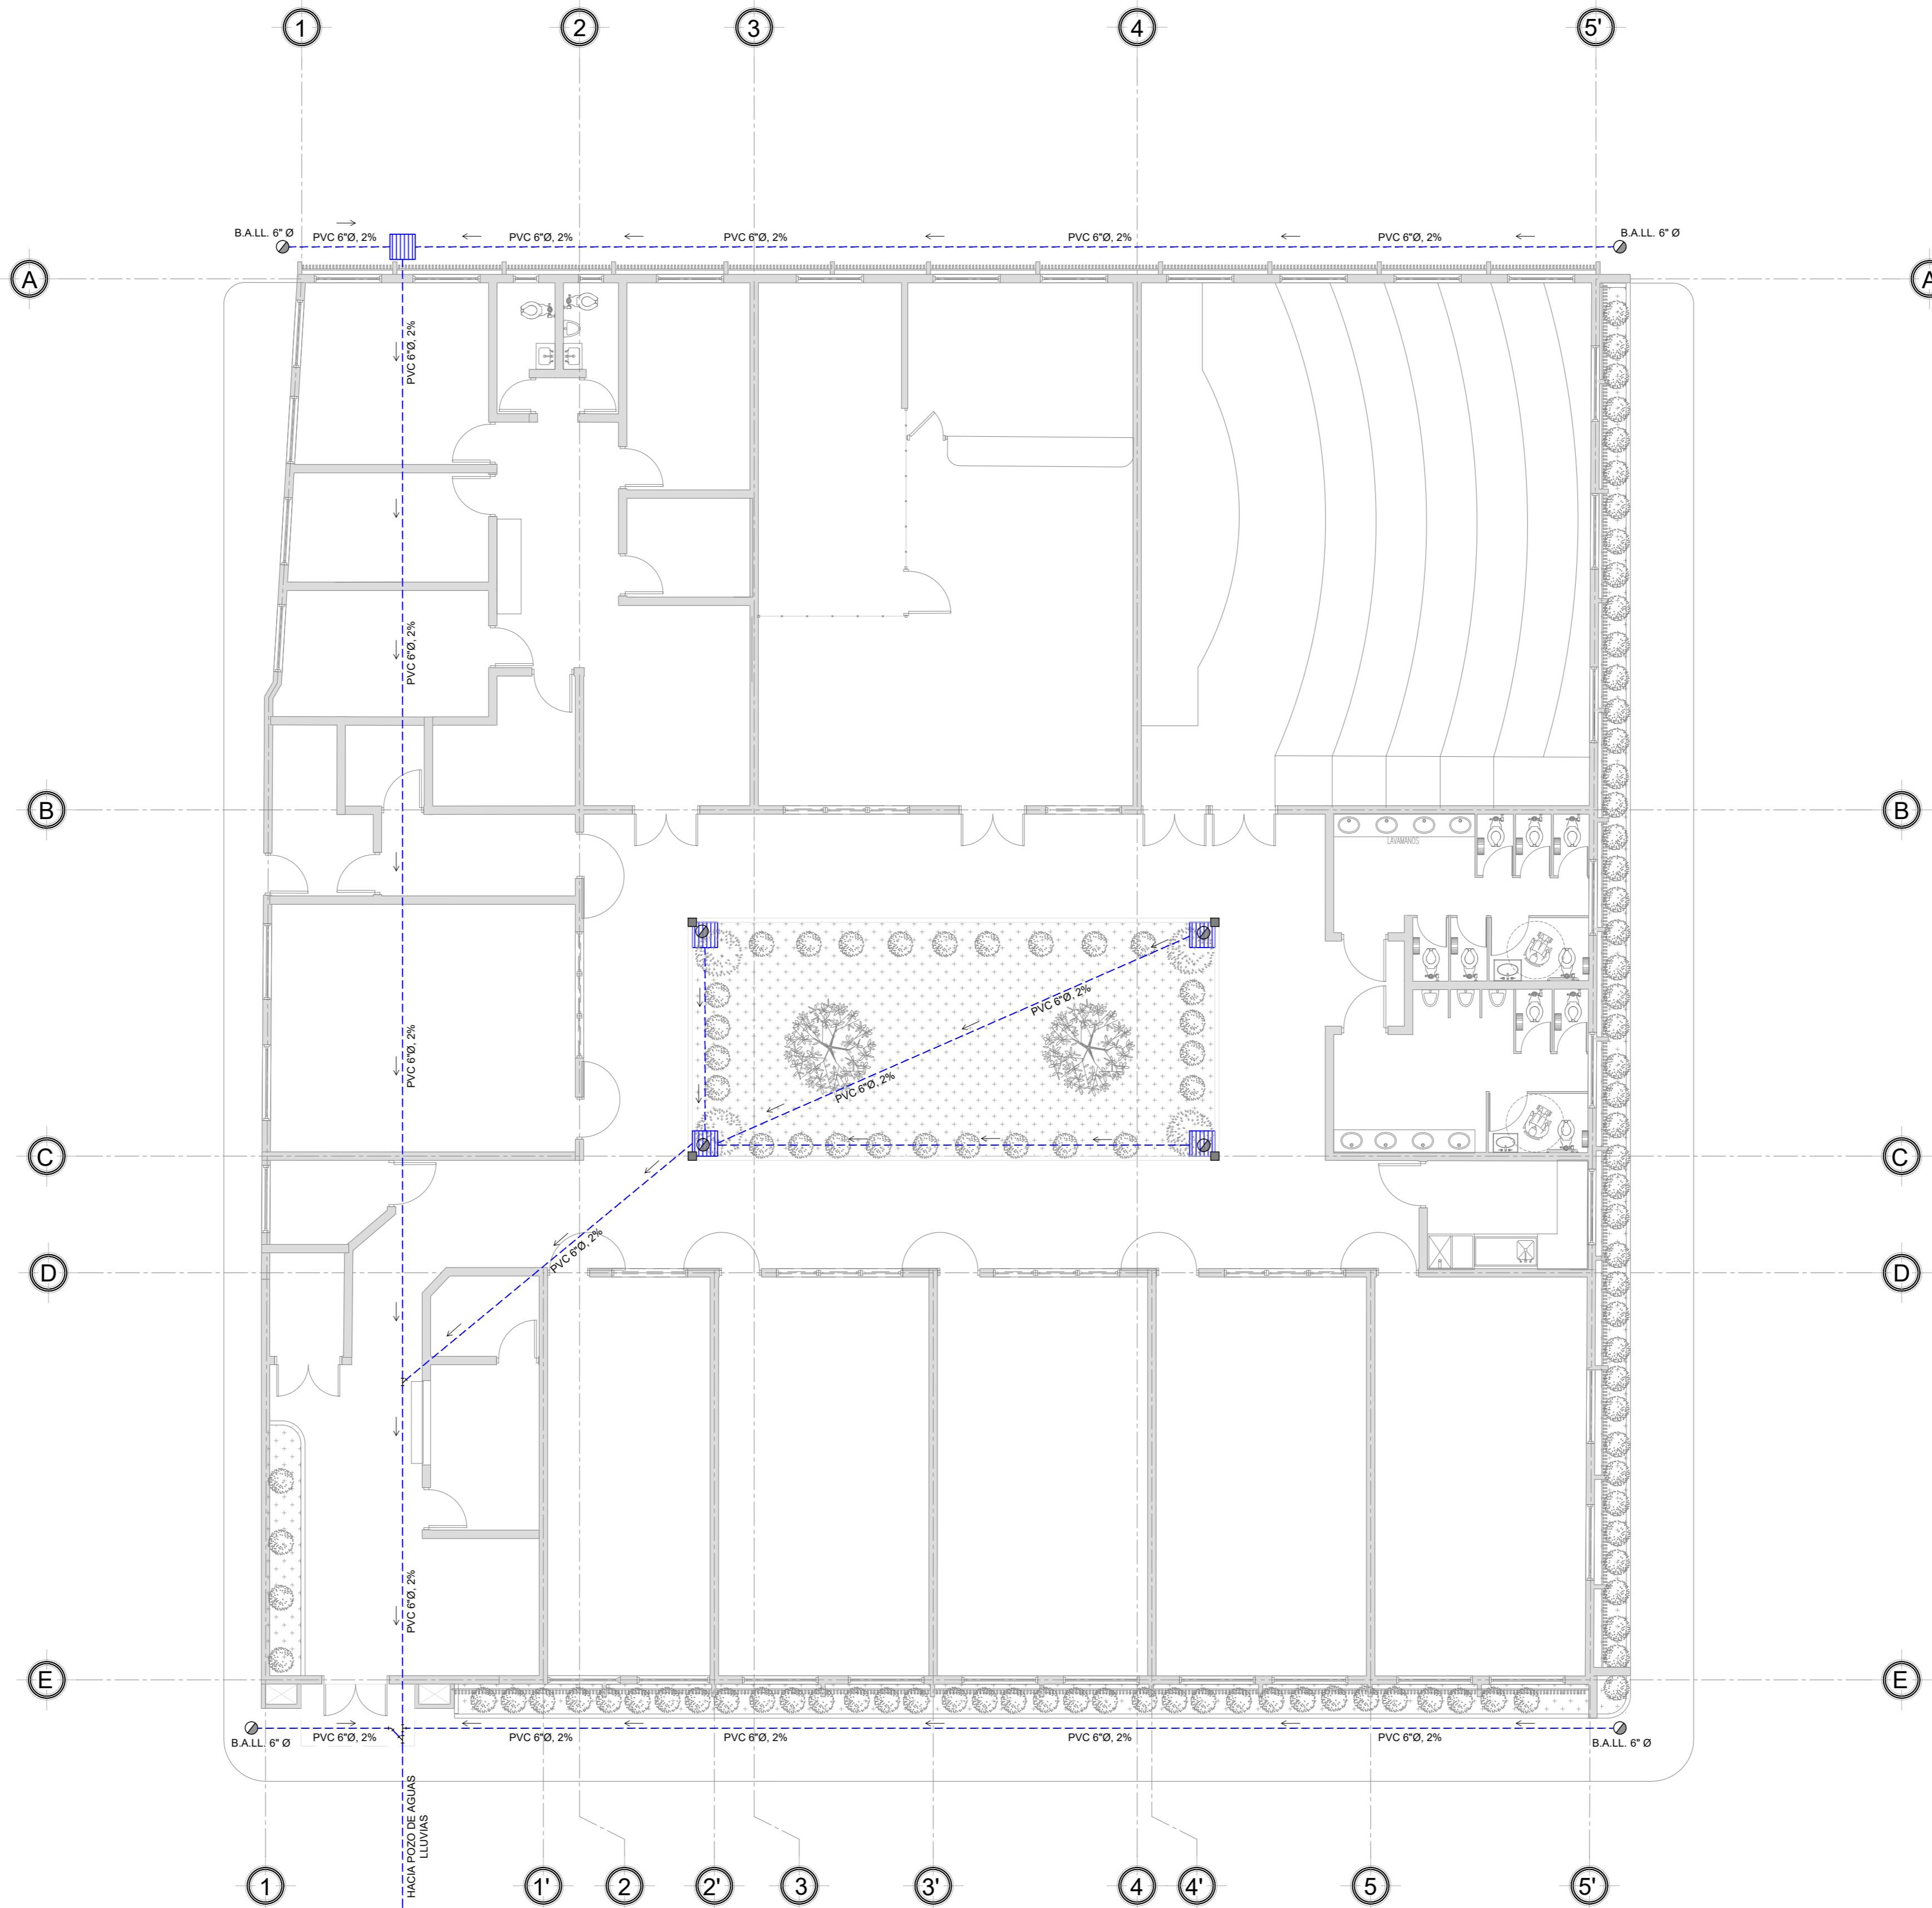 1
2
3
4
5'
B.A.LL. 6" Ø
PVC 6"Ø, 2%
PVC 6"Ø, 2%
PVC 6"Ø, 2%
PVC 6"Ø, 2%
PVC 6"Ø, 2%
B.A.LL. 6" Ø
A
A
PVC 6"Ø, 2%
PVC 6"Ø, 2%
B
B
LAVAMANOS
PVC 6"Ø, 2%
PVC 6"Ø, 2%
PVC 6"Ø, 2%
C
C
PVC 6"Ø, 2%
D
D
PVC 6"Ø, 2%
E
E
B.A.LL. 6" Ø
PVC 6"Ø, 2%
PVC 6"Ø, 2%
PVC 6"Ø, 2%
PVC 6"Ø, 2%
PVC 6"Ø, 2%
B.A.LL. 6" Ø
HACIA POZO DE AGUAS
LLUVIAS
1
1'
2
2'
3
3'
4
4'
5
5'